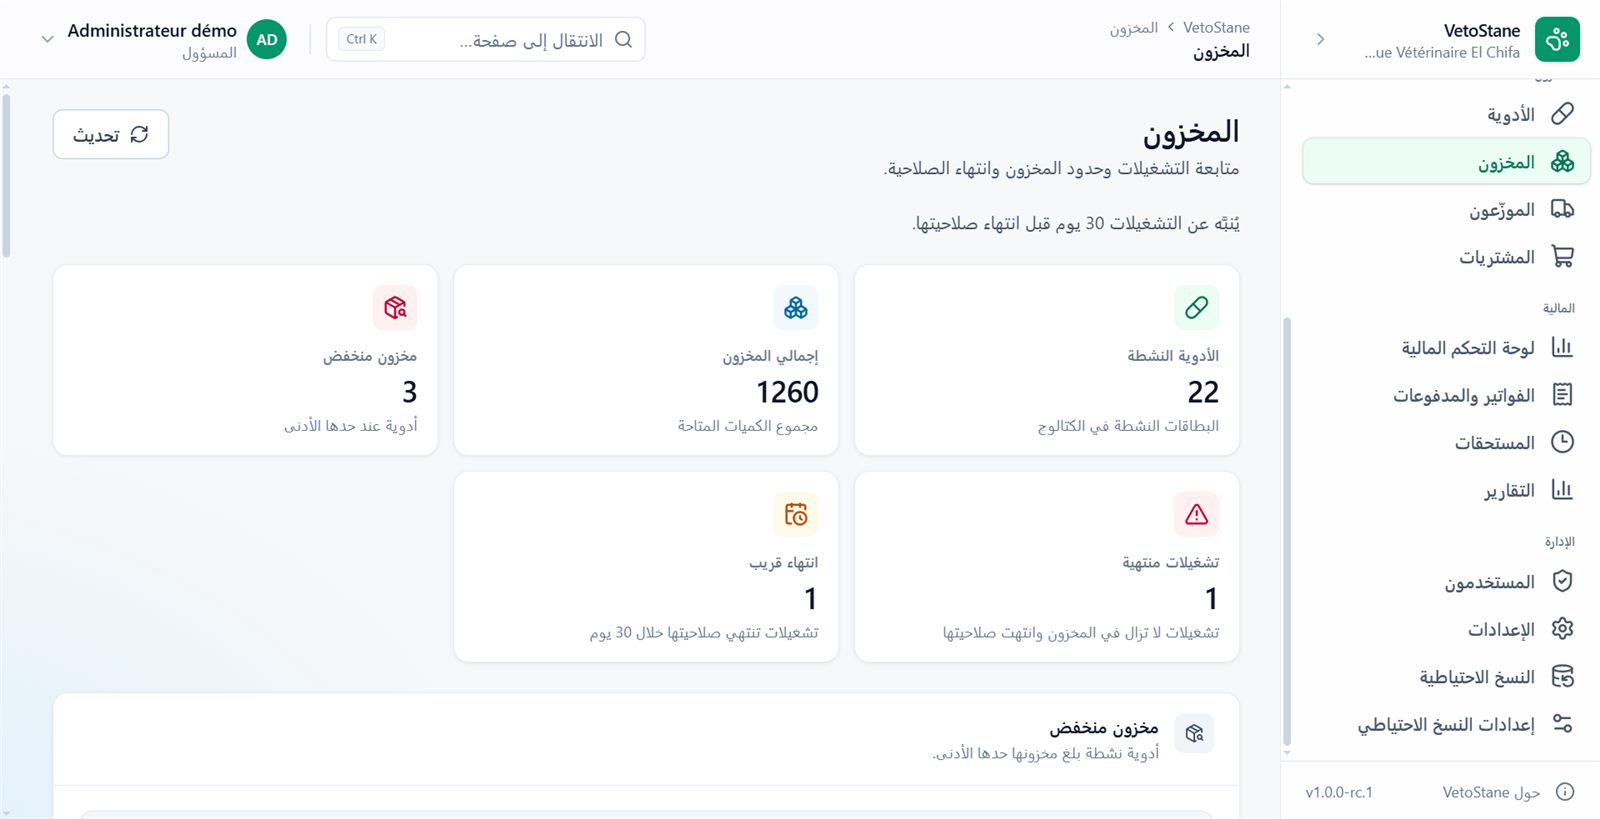 VetoStane
...ue Vétérinaire El Chifa
الأدوية
المخزون
الموزّعون
المشتريات
المالية
لوحة التحكم المالية
الفواتير والمدفوعات
المستحقات
التقارير
الإدارة
المستخدمون
الإعدادات
النسخ الاحتياطية
إعدادات النسخ الاحتياطي
حول VetoStane
v1.0.0-rc.1
VetoStane
المخزون
المخزون
الانتقال إلى صفحة...
Ctrl K
AD
Administrateur démo
المسؤول
المخزون
متابعة التشغيلات وحدود المخزون وانتهاء الصلاحية.
تحديث
يُنبَّه عن التشغيلات 30 يوم قبل انتهاء صلاحيتها.
الأدوية النشطة
22
البطاقات النشطة في الكتالوج
إجمالي المخزون
1260
مجموع الكميات المتاحة
مخزون منخفض
3
أدوية عند حدها الأدنى
تشغيلات منتهية
1
تشغيلات لا تزال في المخزون وانتهت صلاحيتها
انتهاء قريب
1
تشغيلات تنتهي صلاحيتها خلال 30 يوم
مخزون منخفض
أدوية نشطة بلغ مخزونها حدها الأدنى.